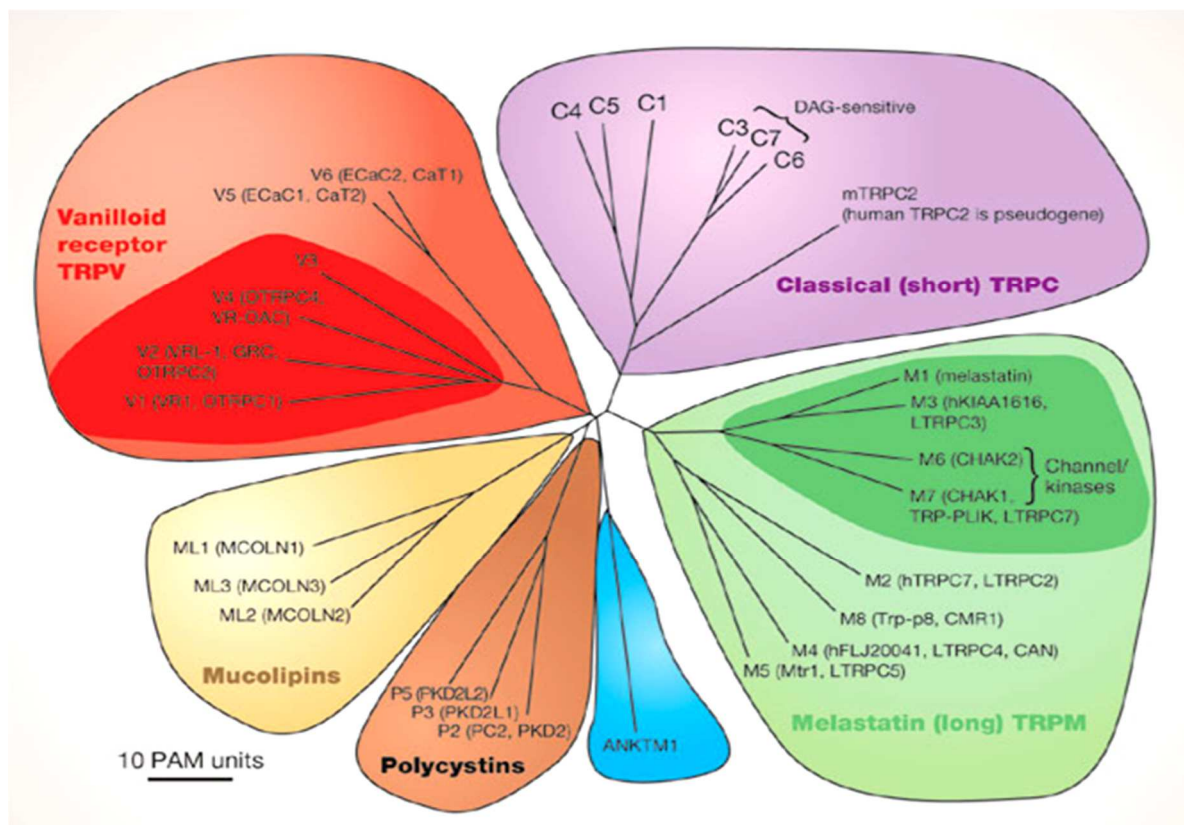 C4 C5 C1
C3
C7
C6
DAG-sensitive
mTRPC2
(human TRPC2 is pseudogene)
Classical (short) TRPC
V6 (ECaC2, CaT1)
V5 (ECaC1, CaT2)
Vanilloid
receptor
TRPV
V3
V4 (OTRPC4,
VR-OAC)
V2 (VRL-1, GRC,
OTRPC2)
V1 (VR1, OTRPC1)
M1 (melastatin)
M3 (hKIAA1616,
LTRPC3)
M6 (CHAK2)
M7 (CHAK1,
TRP-PLIK, LTRPC7)
Channel/
kinases
M2 (hTRPC7, LTRPC2)
M8 (Trp-p8, CMR1)
M4 (hFLJ20041, LTRPC4, CAN)
M5 (Mtr1, LTRPC5)
Melastatin (long) TRPM
ML1 (MCOLN1)
ML3 (MCOLN3)
ML2 (MCOLN2)
Mucolipins
P5 (PKD2L2)
P3 (PKD2L1)
P2 (PC2, PKD2)
Polycystins
ANKTM1
10 PAM units